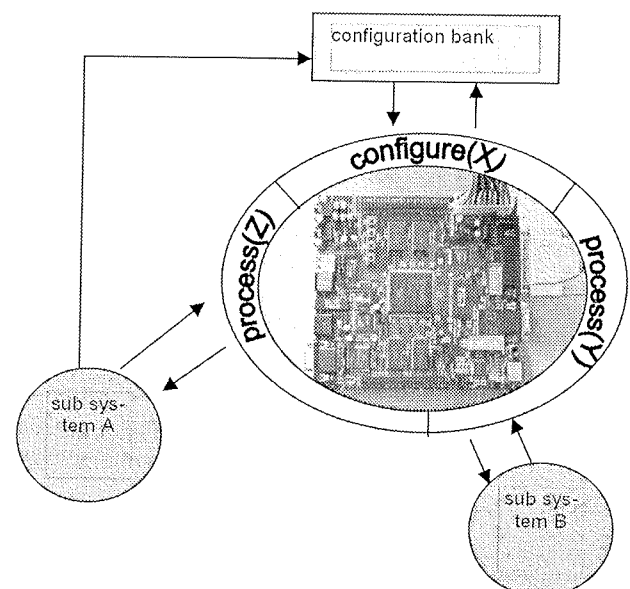 configuration bank
configure(X)
process(Z)
process(Y)
sub sys-
tem A
sub sys-
tem B